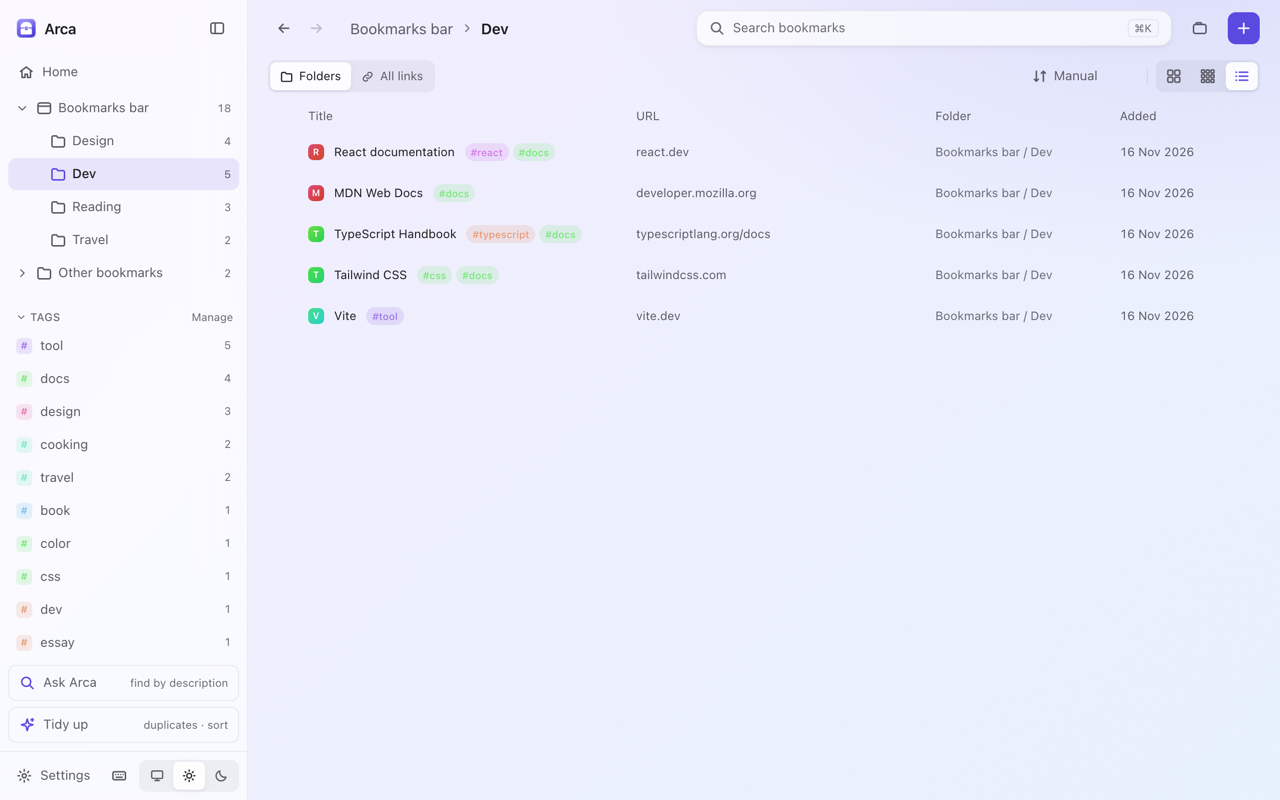 Arca
Home
Bookmarks bar 18
Design 4
Dev 5
Reading 3
Travel 2
Other bookmarks 2
TAGS Manage
# tool 5
# docs 4
# design 3
# cooking 2
# travel 2
# book 1
# color 1
# css 1
# dev 1
# essay 1
Ask Arca find by description
Tidy up duplicates · sort
Settings
Bookmarks bar > Dev
Search bookmarks ⌘K
Folders All links
Manual
Title URL Folder Added
R React documentation #react #docs react.dev Bookmarks bar / Dev 16 Nov 2026
M MDN Web Docs #docs developer.mozilla.org Bookmarks bar / Dev 16 Nov 2026
T TypeScript Handbook #typescript #docs typescriptlang.org/docs Bookmarks bar / Dev 16 Nov 2026
T Tailwind CSS #css #docs tailwindcss.com Bookmarks bar / Dev 16 Nov 2026
V Vite #tool vite.dev Bookmarks bar / Dev 16 Nov 2026